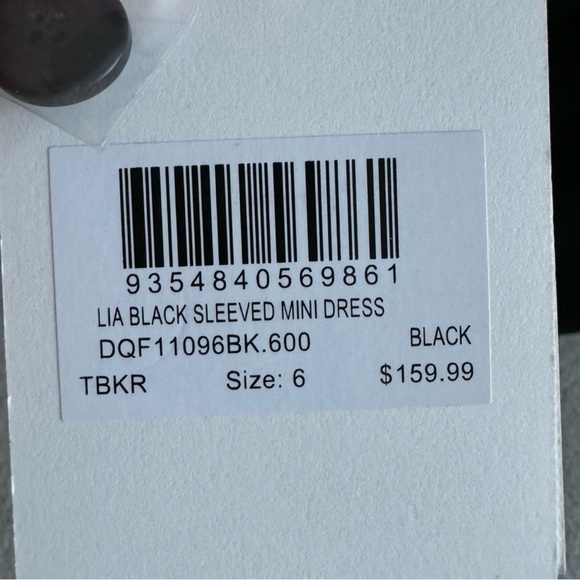 9354840569861
LIA BLACK SLEEVED MINI DRESS
DQF11096BK.600 BLACK
TBKR Size: 6 $159.99